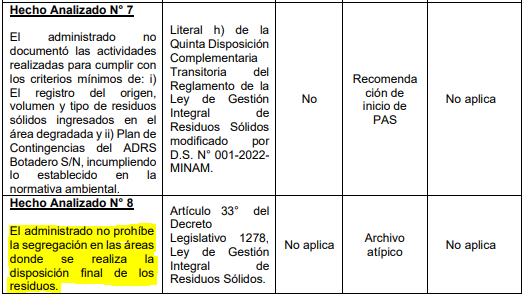 Hecho Analizado N° 7
El administrado no
documentó las actividades
realizadas para cumplir con
los criterios mínimos de: i)
El registro del origen,
volumen y tipo de residuos
sólidos ingresados en el
área degradada y ii) Plan de
Contingencias del ADRS
Botadero S/N, incumpliendo
lo establecido en la
normativa ambiental.
Literal h) de la
Quinta Disposición
Complementaria
Transitoria del
Reglamento de la
Ley de Gestión
Integral de
Residuos Sólidos
modificado por
D.S. N° 001-2022-
MINAM.
No
Recomenda
ción de
inicio de
PAS
No aplica
Hecho Analizado N° 8
El administrado no prohíbe
la segregación en las áreas
donde se realiza la
disposición final de los
residuos.
Artículo 33° del
Decreto
Legislativo 1278,
Ley de Gestión
Integral de
Residuos Sólidos.
No aplica
Archivo
atípico
No aplica